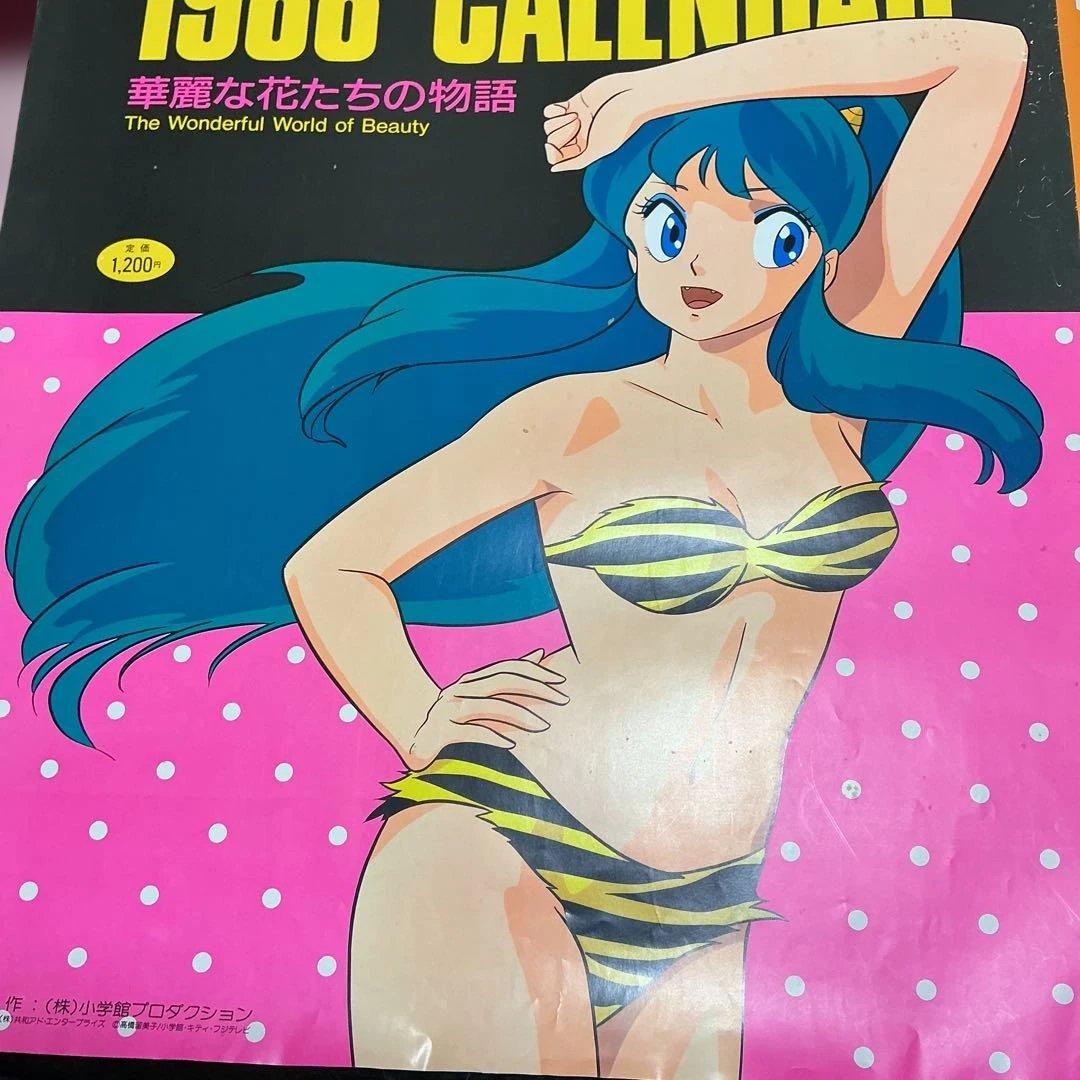 1986 CALENDAR
華麗な花たちの物語
The Wonderful World of Beauty
定価
1,200円
作:(株)小学館プロダクション
(株)共和アド・エンタープライズ ©高橋留美子/小学館・キティ・フジテレビ